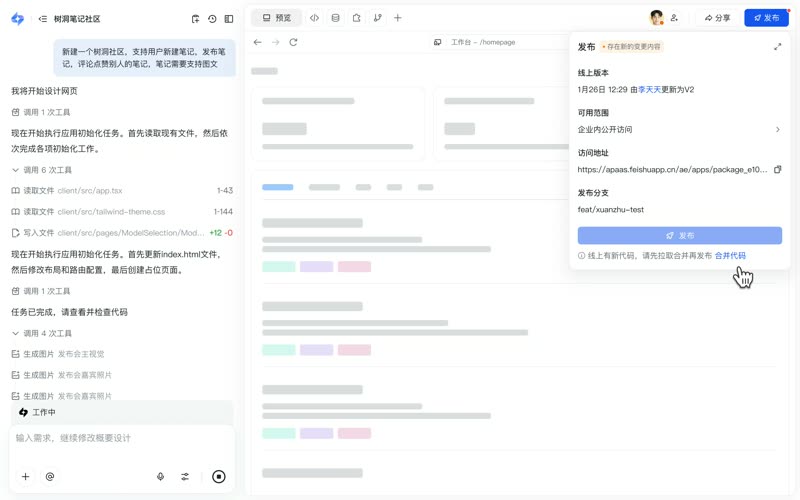 树洞笔记社区
新建一个树洞社区，支持用户新建笔记，发布笔
记，评论点赞别人的笔记，笔记需要支持图文
我将开始设计网页
调用 1 次工具
现在开始执行应用初始化任务。首先读取现有文件，然后依
次完成各项初始化工作。
调用 6 次工具
读取文件 client/src/app.tsx 1-43
读取文件 client/src/tailwind-theme.css 1-144
写入文件 client/src/pages/ModelSelection/Mod... +12 -0
现在开始执行应用初始化任务。首先更新index.html文件，
然后修改布局和路由配置，最后创建占位页面。
调用 1 次工具
任务已完成，请查看并检查代码
调用 4 次工具
生成图片 发布会主视觉
生成图片 发布会嘉宾照片
生成图片 发布会嘉宾照片
工作中
输入需求，继续修改概要设计
预览
分享
发布
工作台 – /homepage
发布 存在新的变更内容
线上版本
1月26日 12:29 由李天天更新为V2
可用范围
企业内公开访问
访问地址
https://apaas.feishuapp.cn/ae/apps/package_e10...
发布分支
feat/xuanzhu-test
发布
线上有新代码，请先拉取合并再发布 合并代码